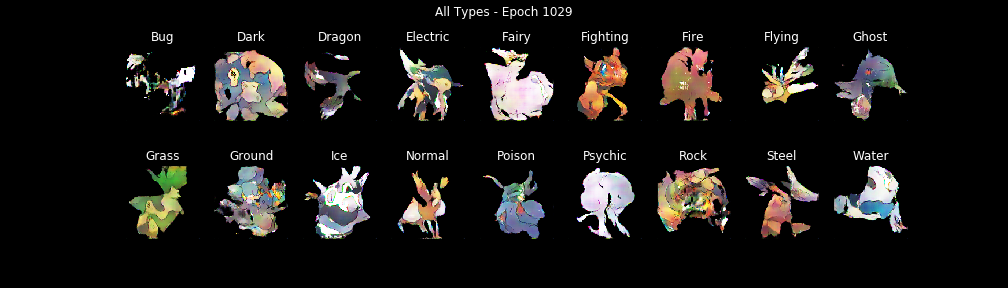 All Types - Epoch 1029
Bug Dark Dragon Electric Fairy Fighting Fire Flying Ghost
Grass Ground Ice Normal Poison Psychic Rock Steel Water